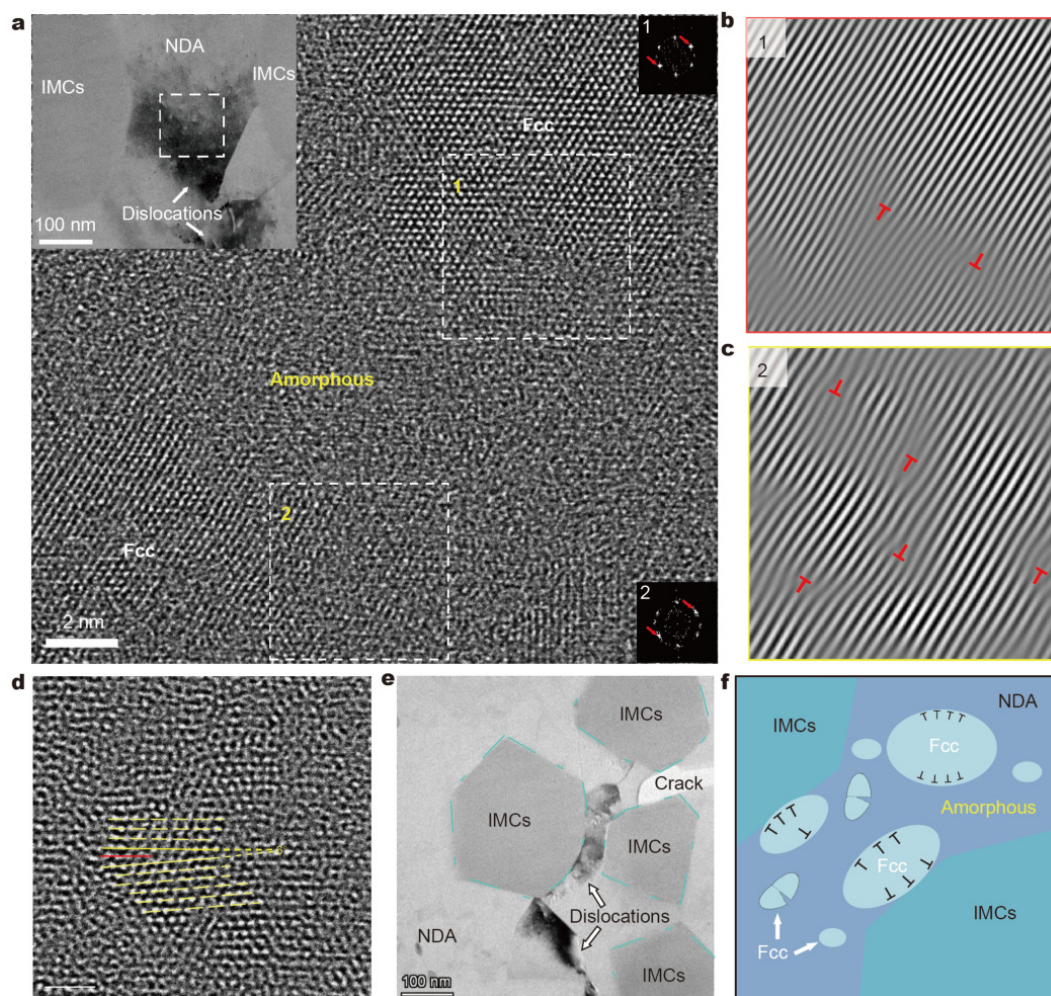 a
NDA
IMCs
IMCs
Dislocations
100 nm
1
Fcc
1
Amorphous
2
Fcc
2 nm
2
b
1
c
2
d
e
IMCs
Crack
IMCs
IMCs
Dislocations
NDA
IMCs
100 nm
f
NDA
IMCs
Fcc
Amorphous
Fcc
IMCs
Fcc